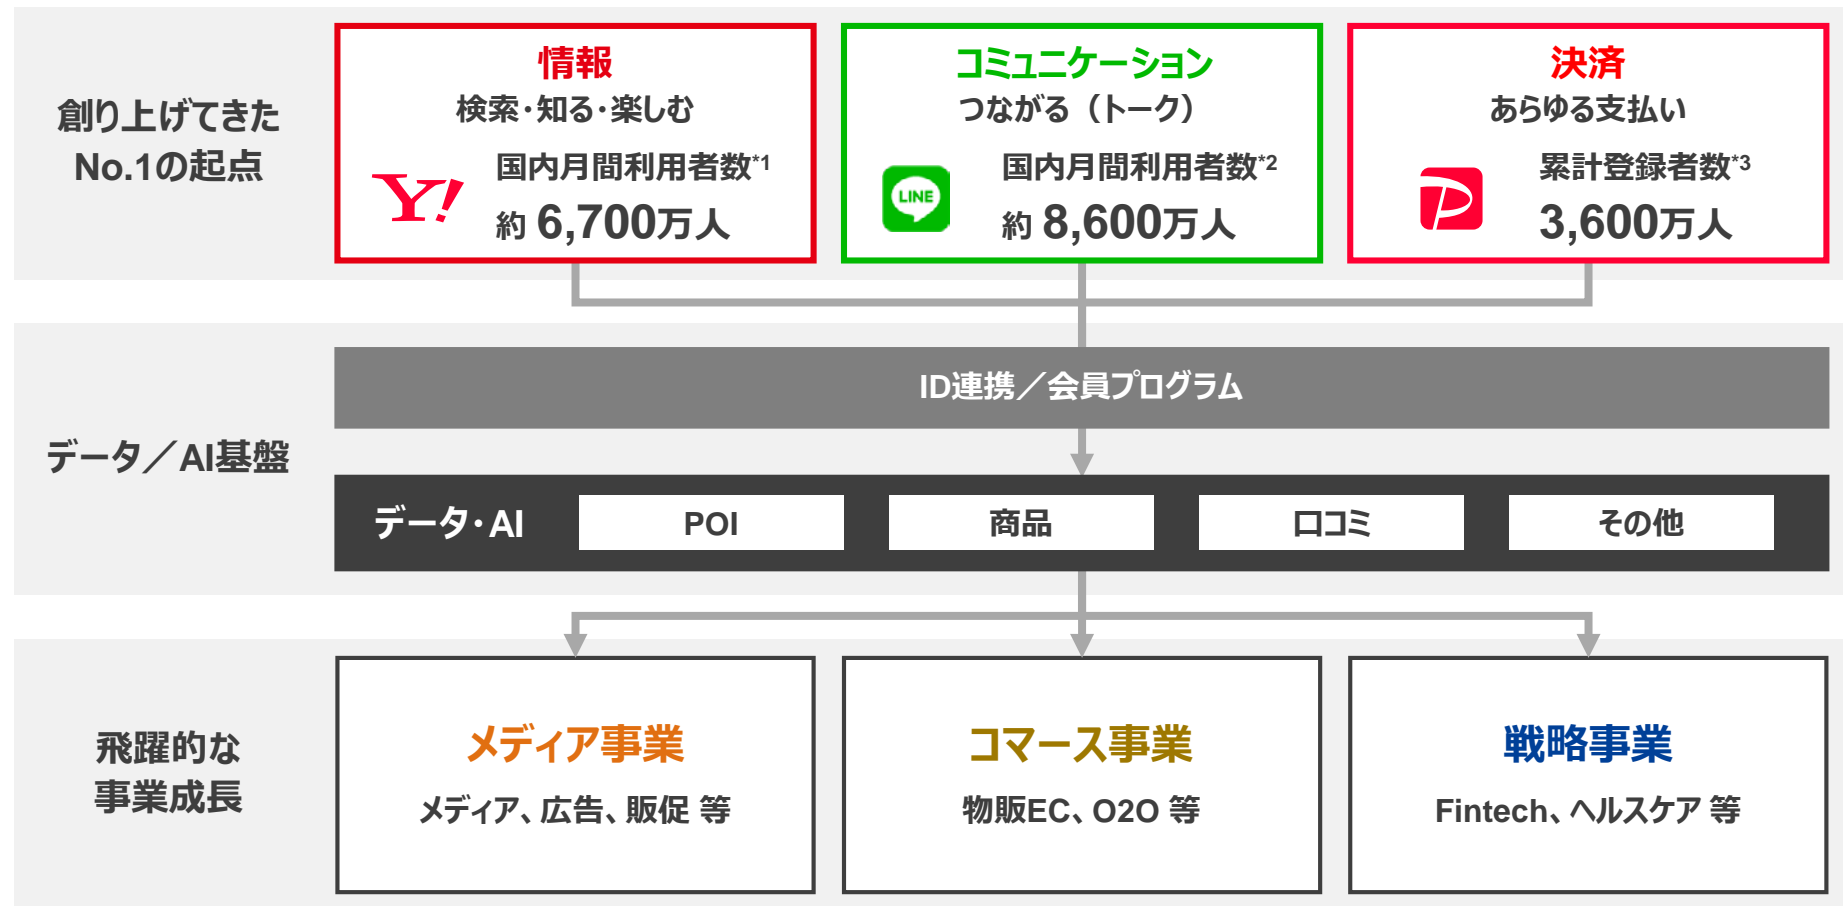 創り上げてきた
No.1の起点
情報
検索・知る・楽しむ
Y!
国内月間利用者数*1
約 6,700万人
コミュニケーション
つながる（トーク）
LINE
国内月間利用者数*2
約 8,600万人
決済
あらゆる支払い
P
累計登録者数*3
3,600万人
データ／AI基盤
ID連携／会員プログラム
データ・AI
POI
商品
口コミ
その他
飛躍的な
事業成長
メディア事業
メディア、広告、販促 等
コマース事業
物販EC、O2O 等
戦略事業
Fintech、ヘルスケア 等